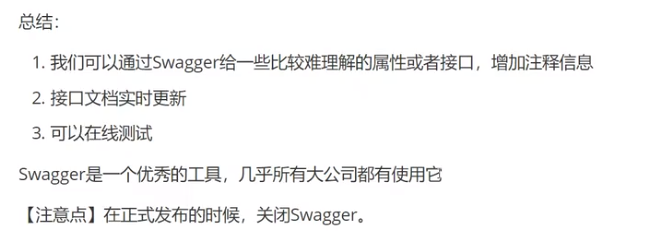 总结：
1. 我们可以通过Swagger给一些比较难理解的属性或者接口，增加注释信息
2. 接口文档实时更新
3. 可以在线测试
Swagger是一个优秀的工具，几乎所有大公司都有使用它
【注意点】在正式发布的时候，关闭Swagger。